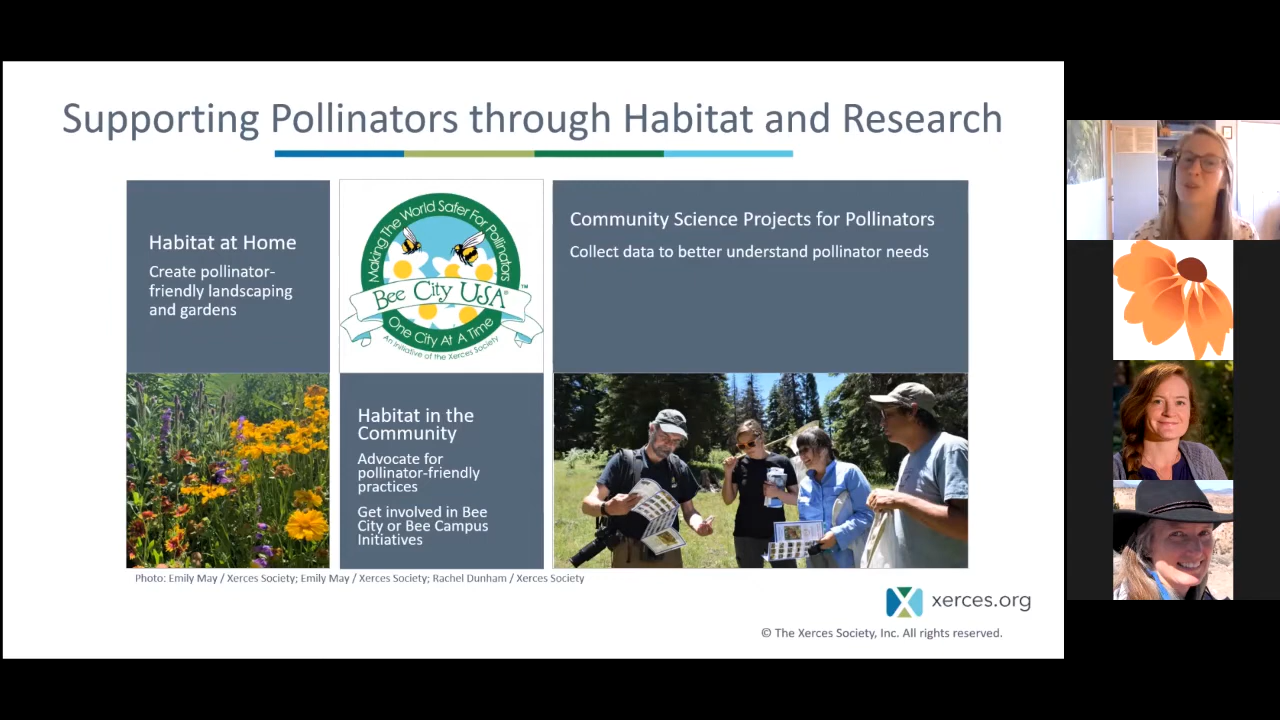 Supporting Pollinators through Habitat and Research
Habitat at Home
Create pollinator-
friendly landscaping
and gardens
Making The World Safer For Pollinators
Bee City USA®
™
One City At A Time
An Initiative of the Xerces Society
Habitat in the
Community
Advocate for
pollinator-friendly
practices
Get involved in Bee
City or Bee Campus
Initiatives
Community Science Projects for Pollinators
Collect data to better understand pollinator needs
Photo: Emily May / Xerces Society; Emily May / Xerces Society; Rachel Dunham / Xerces Society
xerces.org
© The Xerces Society, Inc. All rights reserved.